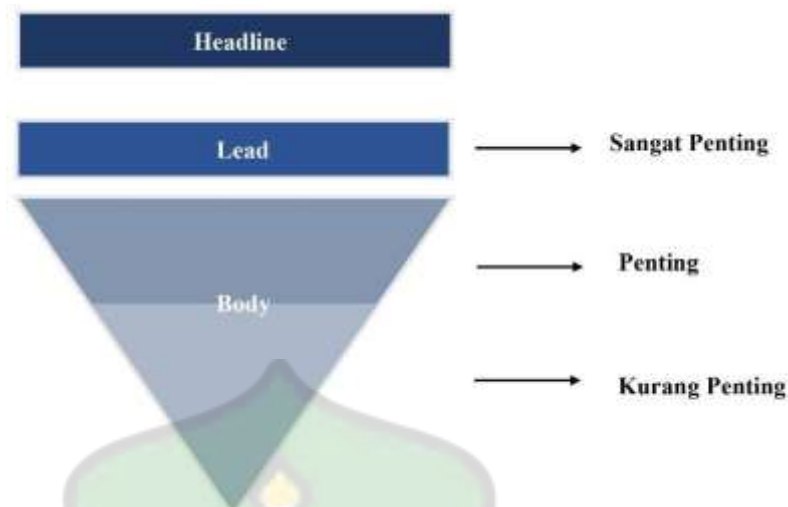 Headline
Lead
Sangat Penting
Penting
Body
Kurang Penting